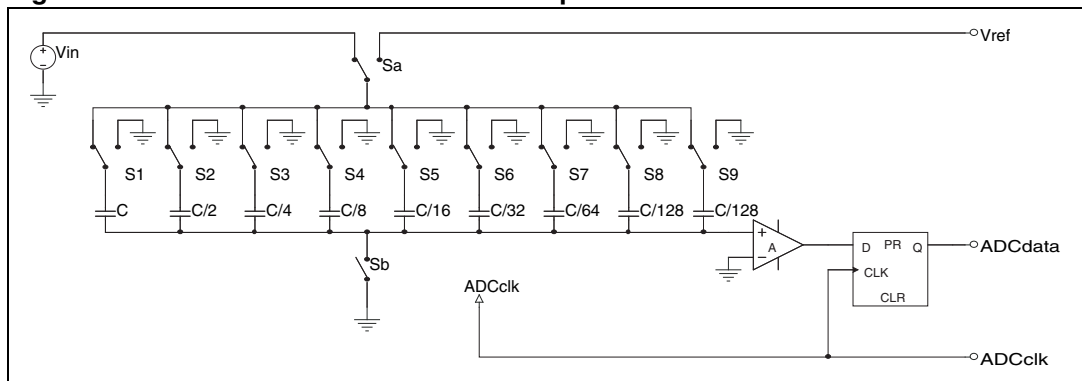 Vref
Vin
Sa
S1 S2 S3 S4 S5 S6 S7 S8 S9
C C/2 C/4 C/8 C/16 C/32 C/64 C/128 C/128
+
A
−
D PR Q
ADCdata
Sb
CLK
ADCclk
CLR
ADCclk